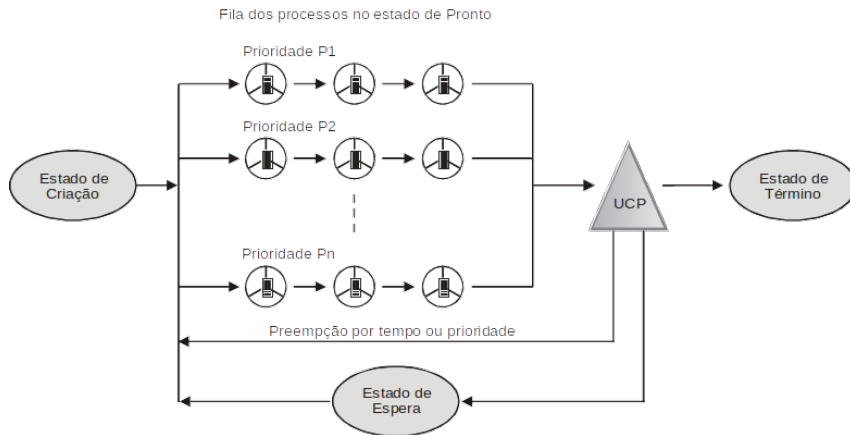 Fila dos processos no estado de Pronto
Prioridade P1
Prioridade P2
Estado de
Criação
UCP
Estado de
Término
Prioridade Pn
Preempção por tempo ou prioridade
Estado de
Espera